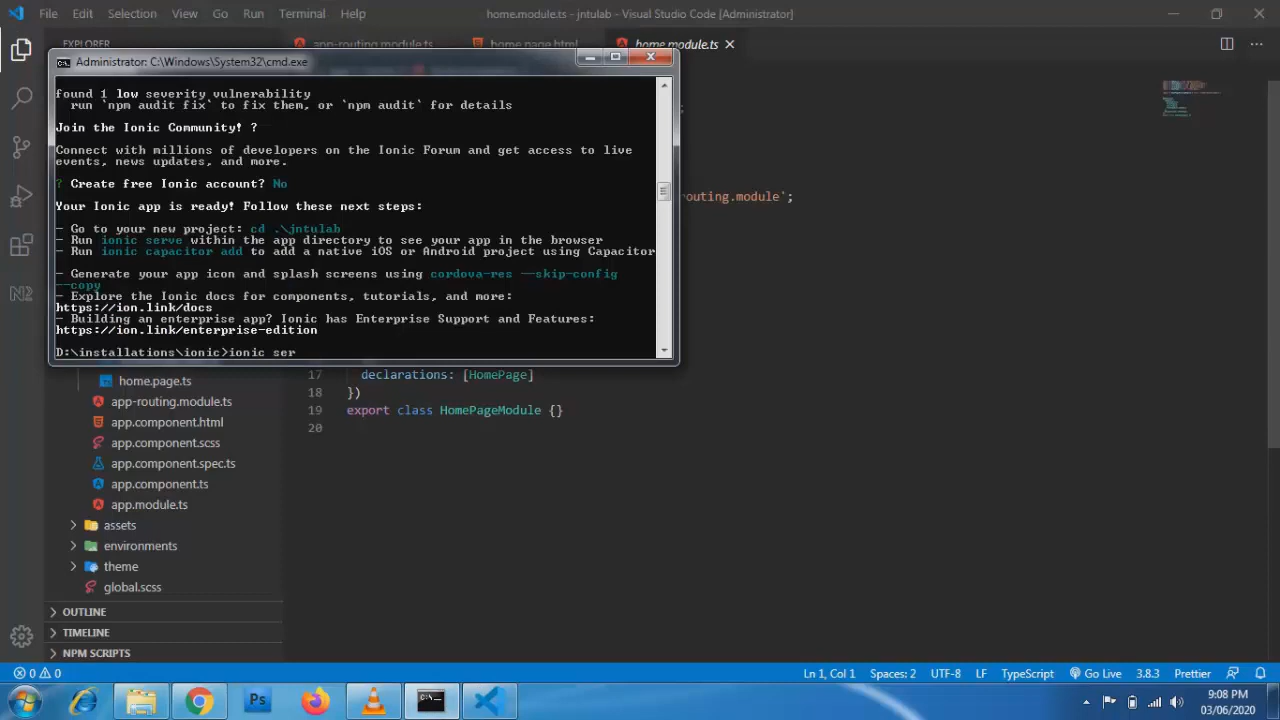 File Edit Selection View Go Run Terminal Help home.module.ts - jntulab - Visual Studio Code [Administrator]
EXPLORER app-routing.module.ts home.page.html home.module.ts
Administrator: C:\Windows\System32\cmd.exe
found 1 low severity vulnerability
run `npm audit fix` to fix them, or `npm audit` for details
Join the Ionic Community! ?
Connect with millions of developers on the Ionic Forum and get access to live
events, news updates, and more.
? Create free Ionic account? No
Your Ionic app is ready! Follow these next steps:
- Go to your new project: cd .\jntulab
- Run ionic serve within the app directory to see your app in the browser
- Run ionic capacitor add to add a native iOS or Android project using Capacitor
- Generate your app icon and splash screens using cordova-res --skip-config
--copy
- Explore the Ionic docs for components, tutorials, and more:
https://ion.link/docs
- Building an enterprise app? Ionic has Enterprise Support and Features:
https://ion.link/enterprise-edition
D:\installations\ionic>ionic ser
;
outing.module`;
17 declarations: [HomePage]
18 })
19 export class HomePageModule {}
20
home.page.ts
app-routing.module.ts
app.component.html
app.component.scss
app.component.spec.ts
app.component.ts
app.module.ts
assets
environments
theme
global.scss
OUTLINE
TIMELINE
NPM SCRIPTS
0 0 Ln 1, Col 1 Spaces: 2 UTF-8 LF TypeScript Go Live 3.8.3 Prettier
Ps
9:08 PM
03/06/2020